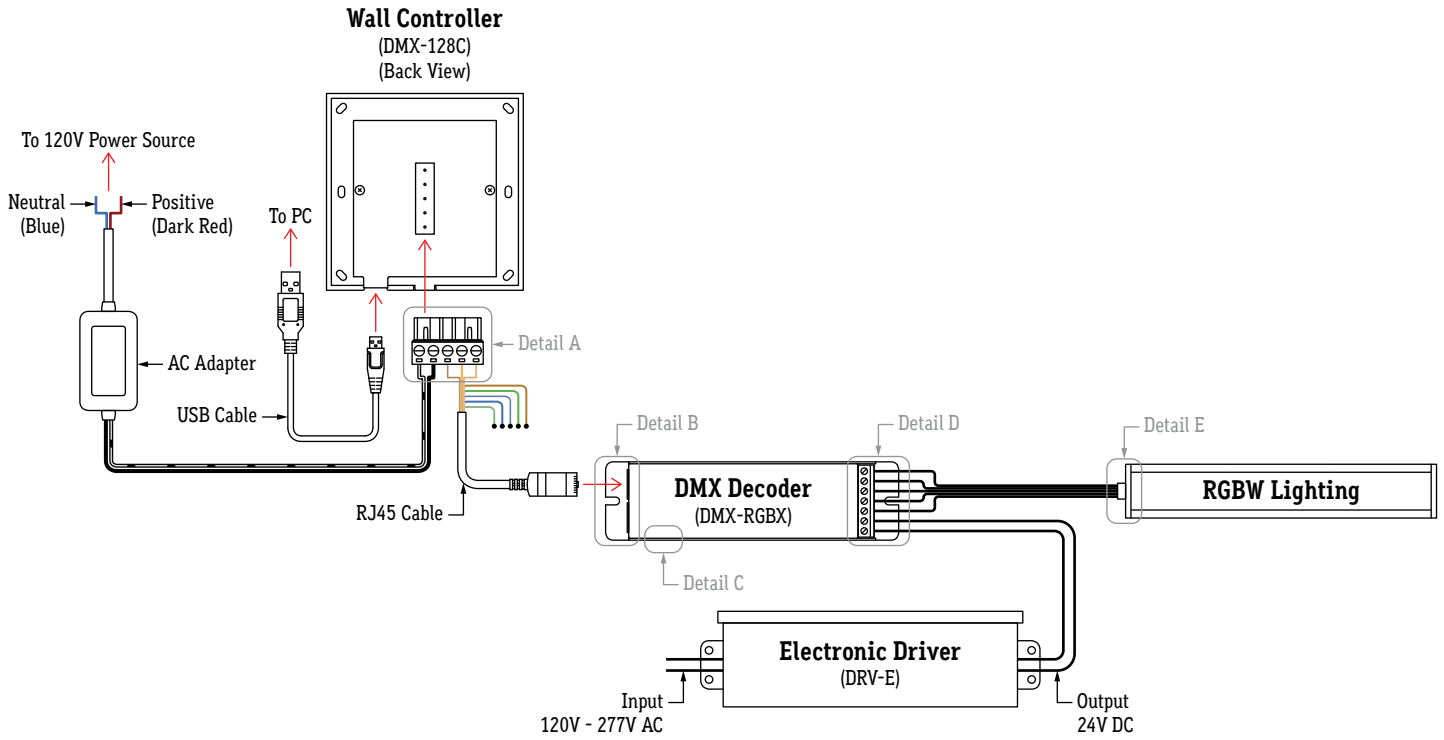 Wall Controller
(DMX-128C)
(Back View)
To 120V Power Source
Neutral
(Blue)
Positive
(Dark Red)
To PC
AC Adapter
USB Cable
Detail A
RJ45 Cable
Detail B
Detail C
Detail D
Detail E
DMX Decoder
(DMX-RGBX)
RGBW Lighting
Electronic Driver
(DRV-E)
Input
120V - 277V AC
Output
24V DC